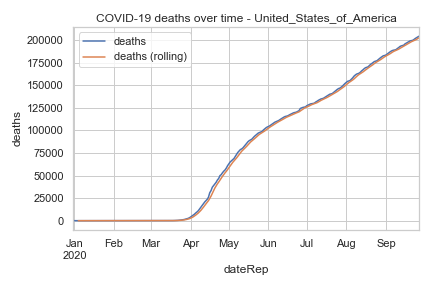 COVID-19 deaths over time - United_States_of_America
deaths
deaths (rolling)
200000
175000
150000
125000
100000
75000
50000
25000
0
deaths
Jan
2020
Feb
Mar
Apr
May
Jun
Jul
Aug
Sep
dateRep